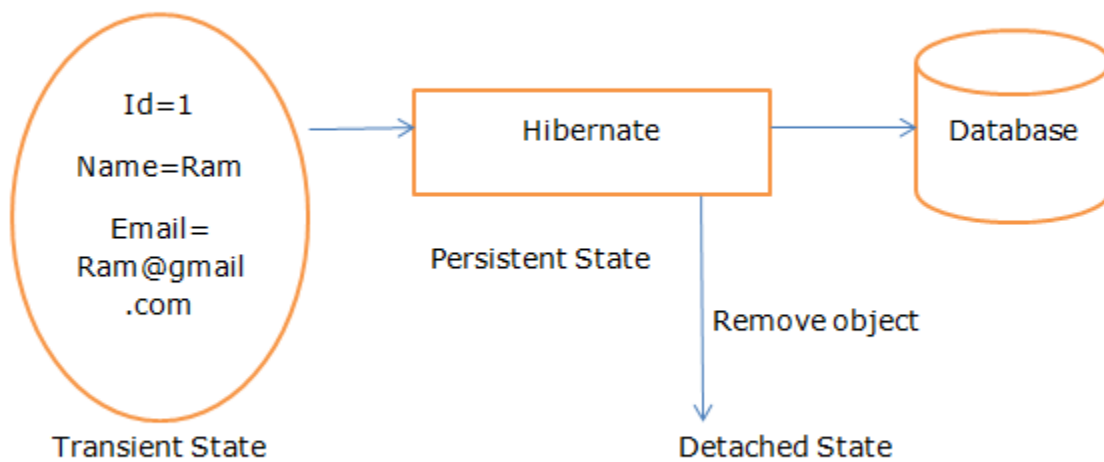 Id=1
Name=Ram
Email=
Ram@gmail
.com
Transient State
Hibernate
Persistent State
Remove object
Detached State
Database